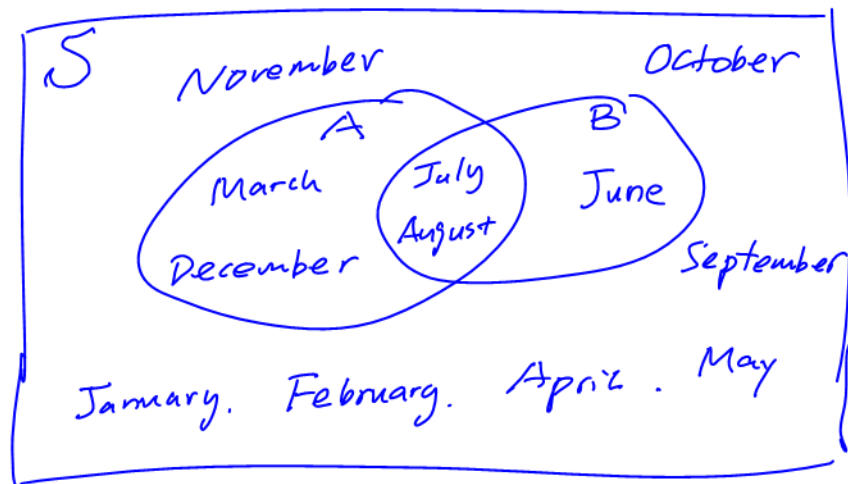 S
November
October
A
B
March
July
June
August
December
September
January. February. April. May